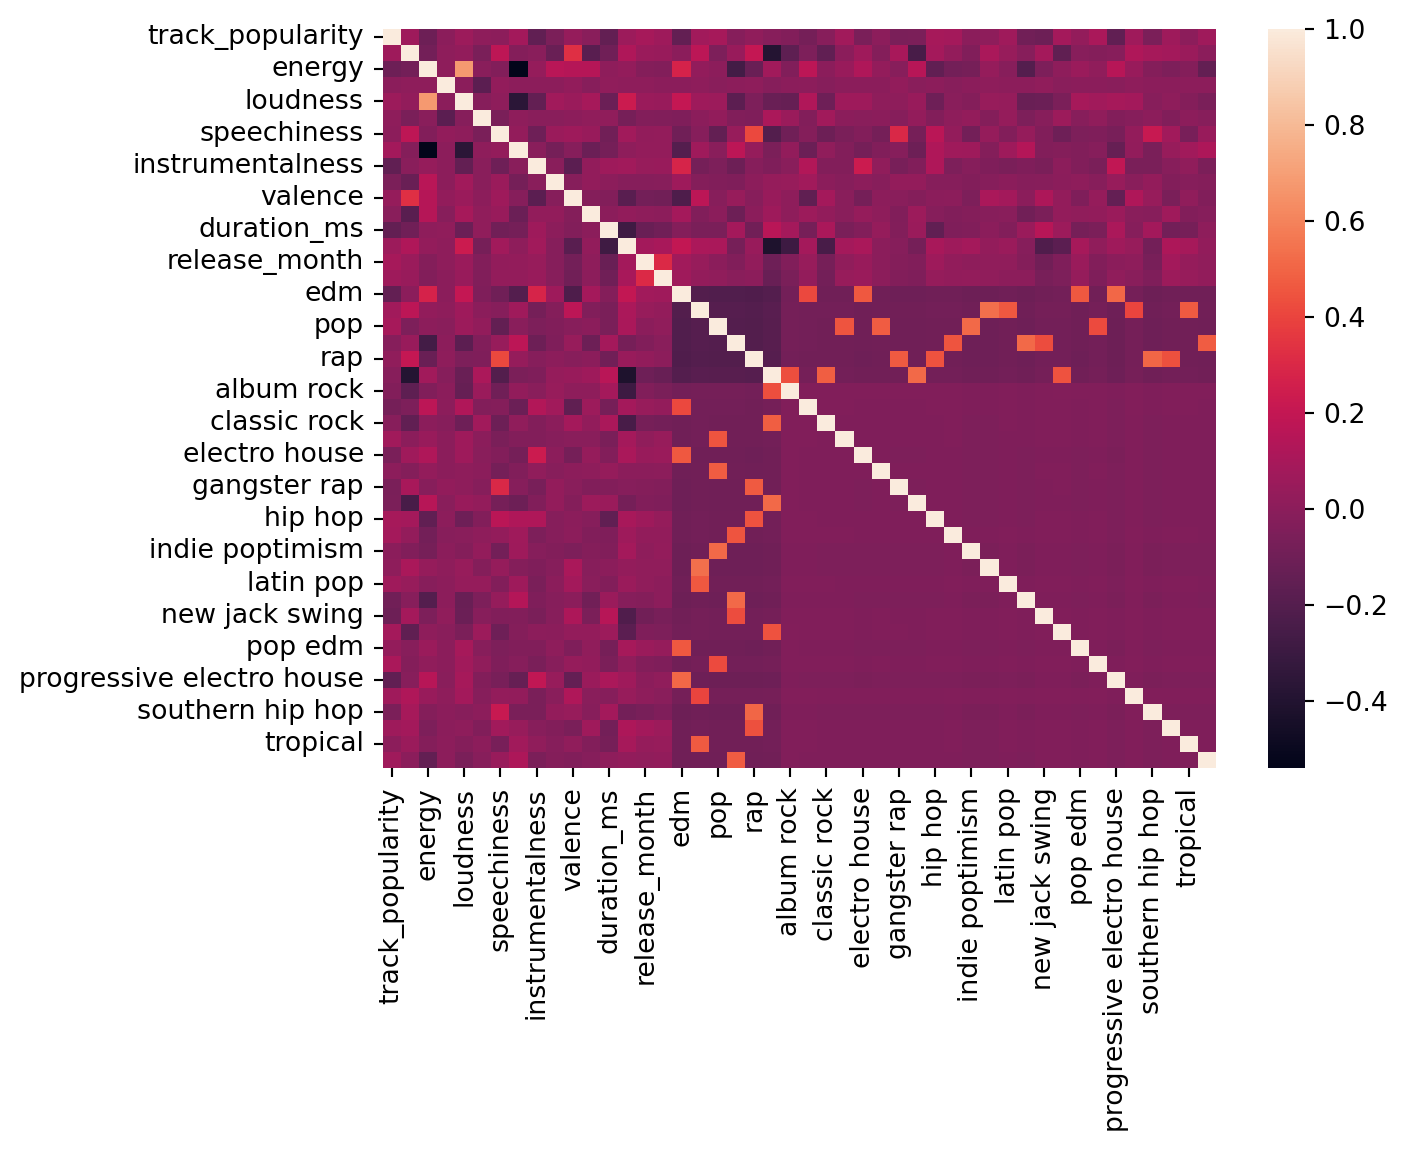 track_popularity
energy
loudness
speechiness
instrumentalness
valence
duration_ms
release_month
edm
pop
rap
album rock
classic rock
electro house
gangster rap
hip hop
indie poptimism
latin pop
new jack swing
pop edm
progressive electro house
southern hip hop
tropical
track_popularity
energy
loudness
speechiness
instrumentalness
valence
duration_ms
release_month
edm
pop
rap
album rock
classic rock
electro house
gangster rap
hip hop
indie poptimism
latin pop
new jack swing
pop edm
progressive electro house
southern hip hop
tropical
1.0
0.8
0.6
0.4
0.2
0.0
−0.2
−0.4